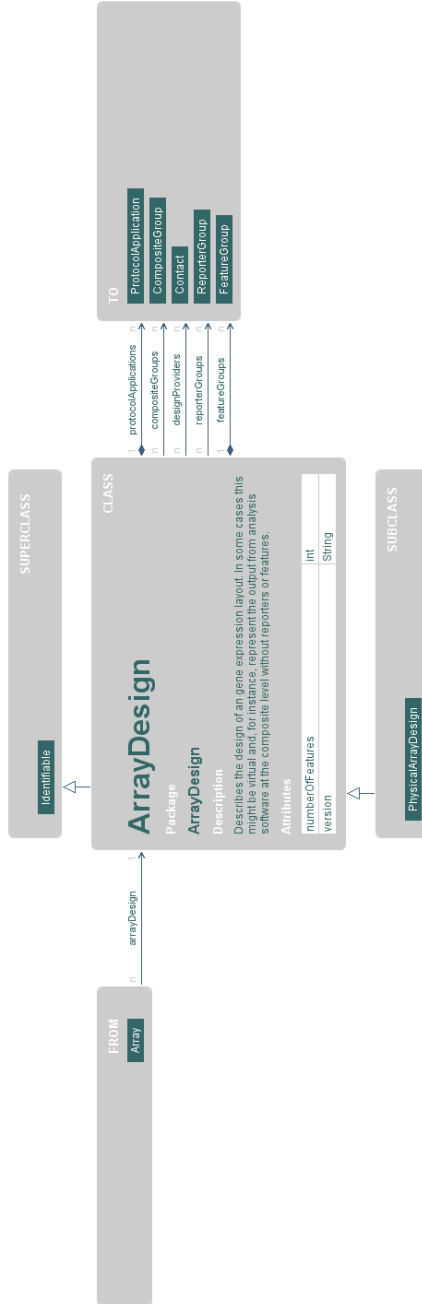 SUPERCLASS
Identifiable
FROM
Array
n
arrayDesign
1
CLASS
ArrayDesign
Package
ArrayDesign
Description
Describes the design of an gene expression layout. In some cases this
might be virtual and, for instance, represent the output from analysis
software at the composite level without reporters or features.
Attributes
numberOfFeatures int
version String
1 protocolApplications n
n compositeGroups n
n designProviders n
n reporterGroups n
1 featureGroups n
TO
ProtocolApplication
CompositeGroup
Contact
ReporterGroup
FeatureGroup
SUBCLASS
PhysicalArrayDesign